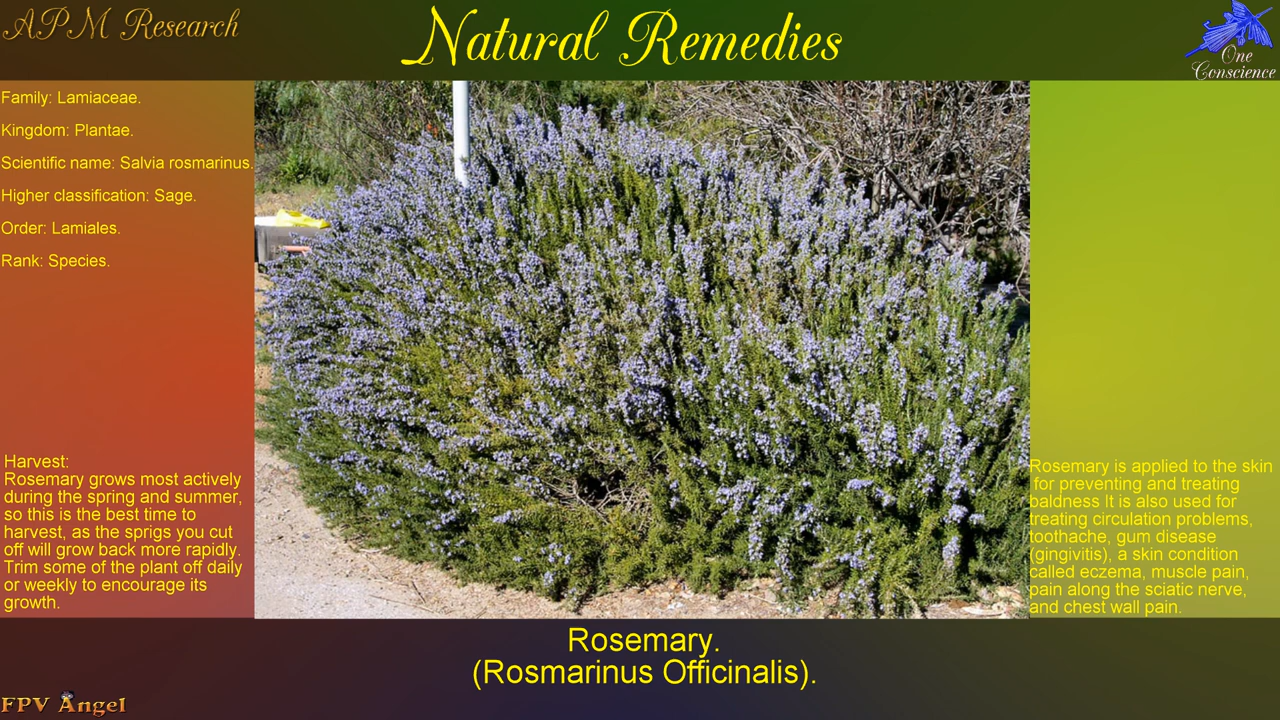 APM Research
Natural Remedies
One
Conscience
Family: Lamiaceae.
Kingdom: Plantae.
Scientific name: Salvia rosmarinus.
Higher classification: Sage.
Order: Lamiales.
Rank: Species.
Harvest:
Rosemary grows most actively
during the spring and summer,
so this is the best time to
harvest, as the sprigs you cut
off will grow back more rapidly.
Trim some of the plant off daily
or weekly to encourage its
growth.
Rosemary is applied to the skin
for preventing and treating
baldness It is also used for
treating circulation problems,
toothache, gum disease
(gingivitis), a skin condition
called eczema, muscle pain,
pain along the sciatic nerve,
and chest wall pain.
Rosemary.
(Rosmarinus Officinalis).
FPV Angel